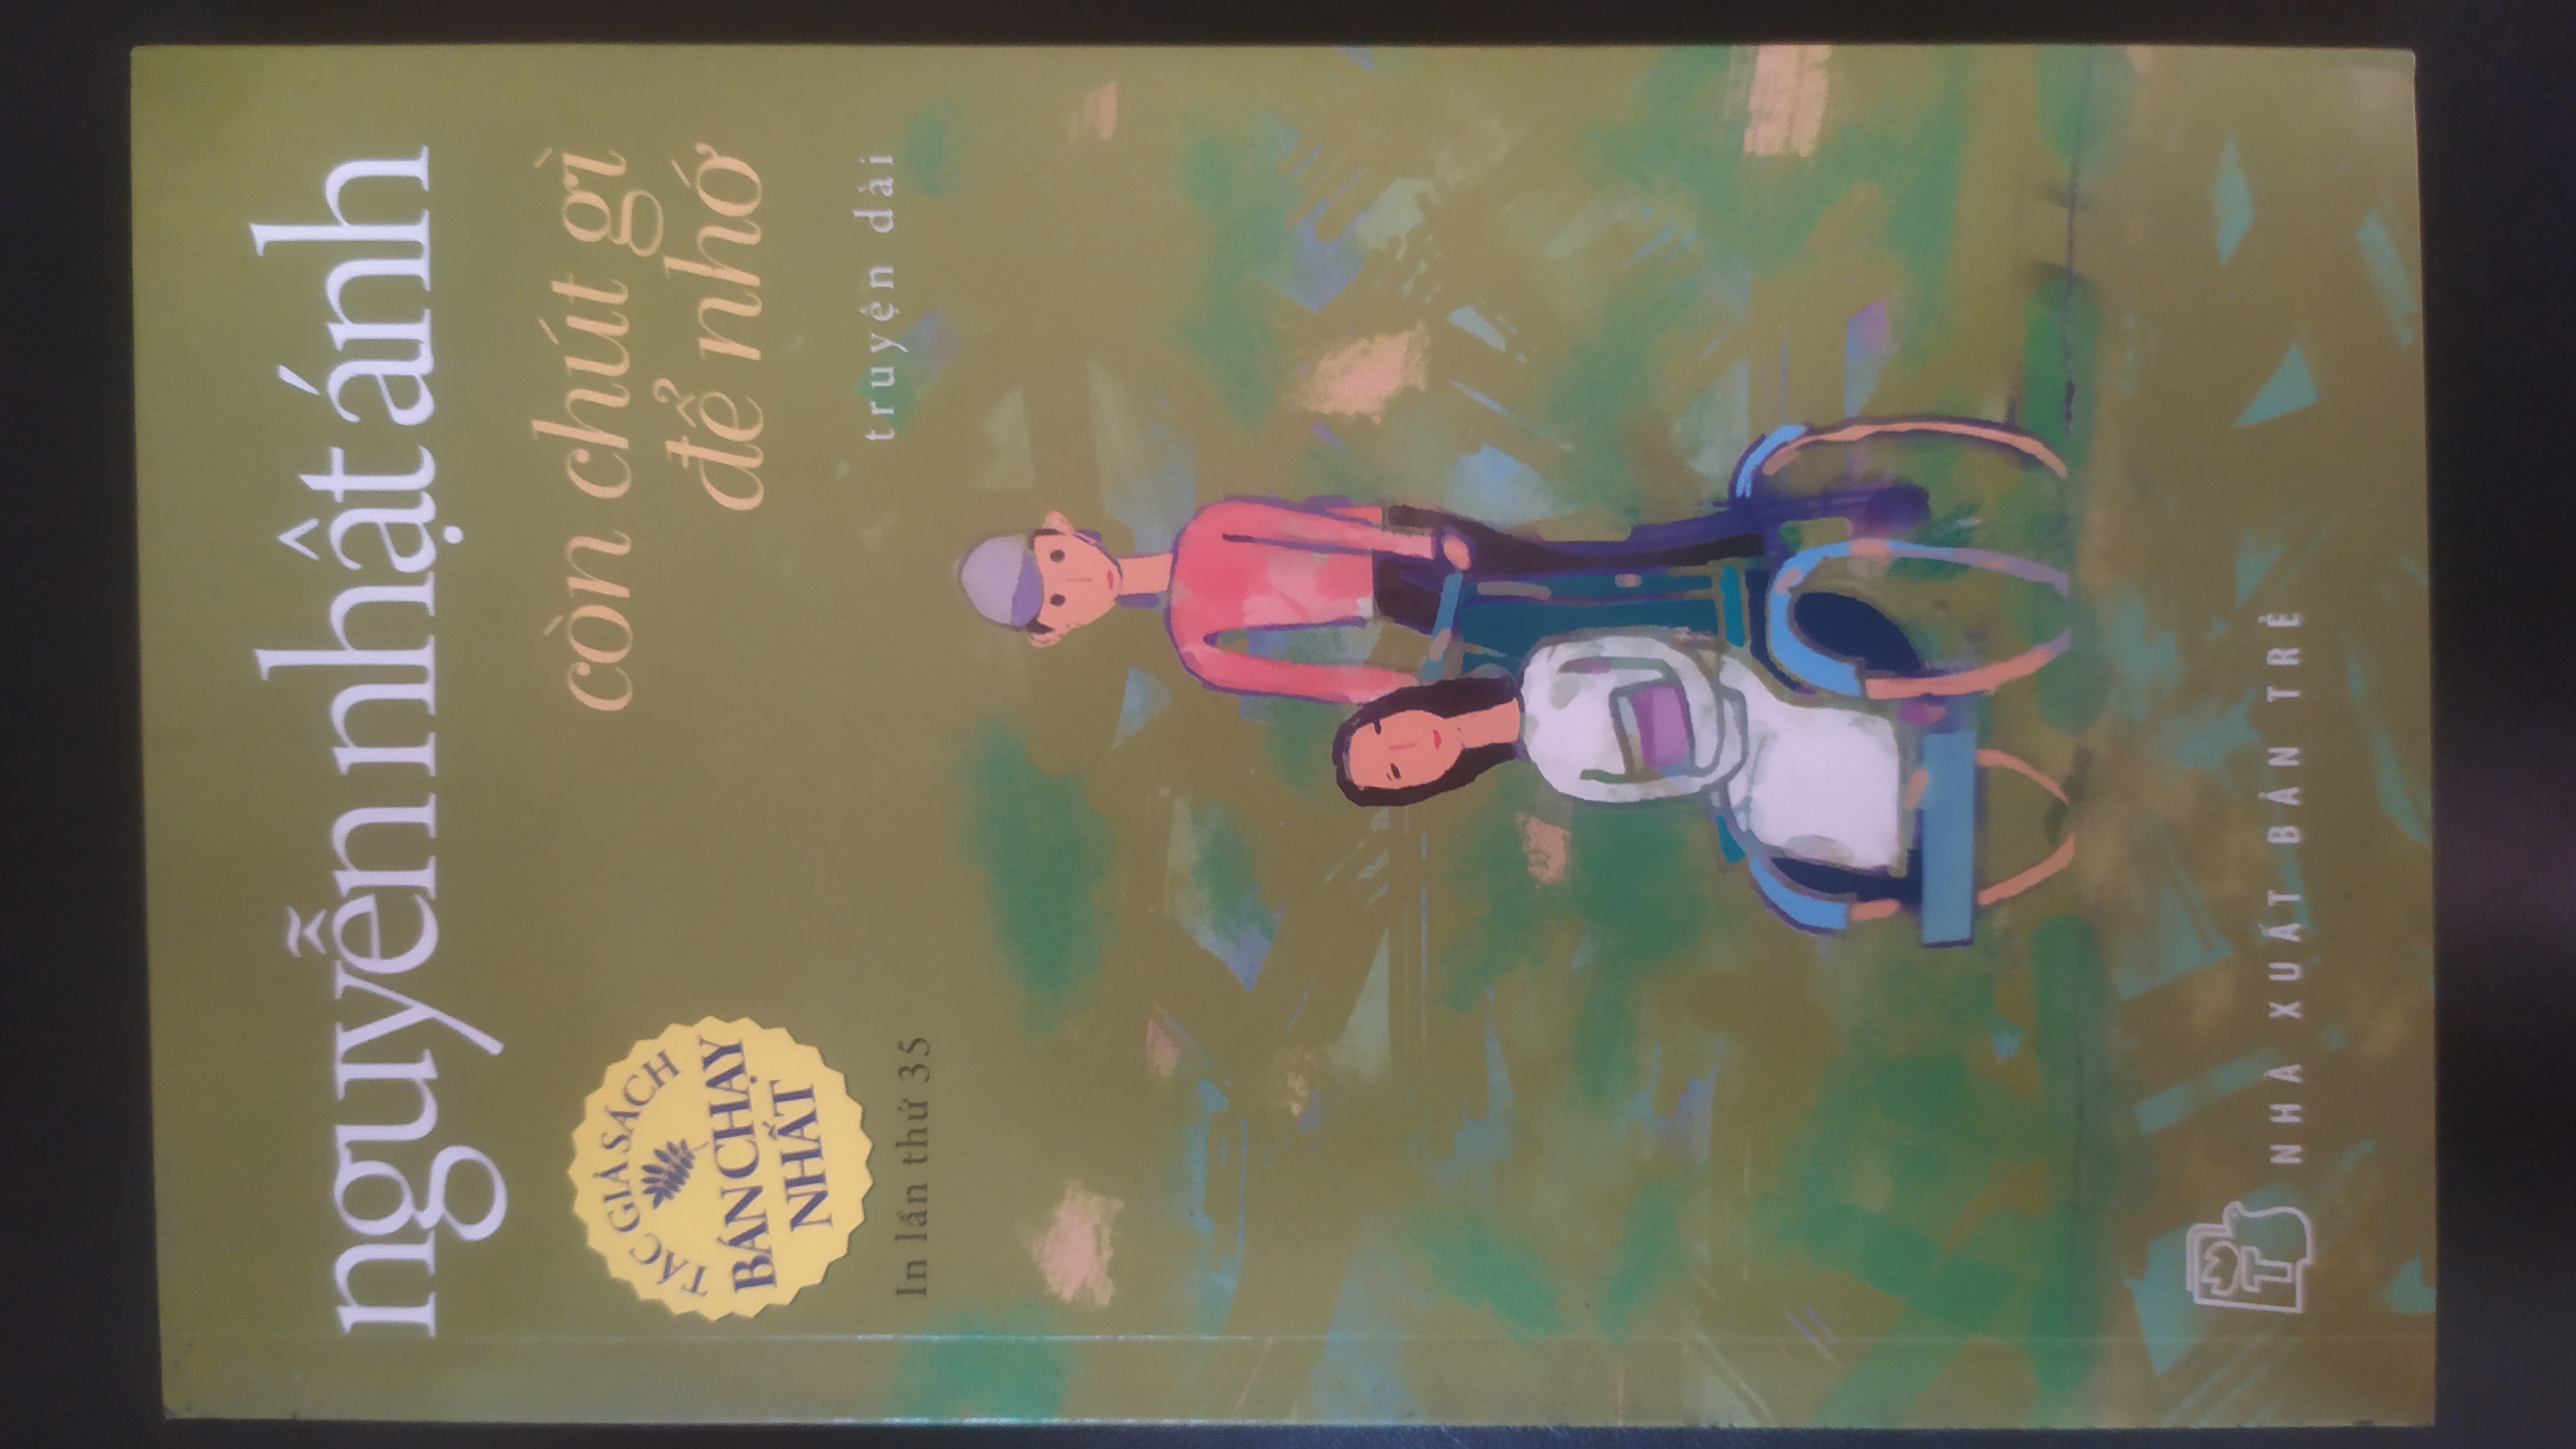 nguyễn nhật ánh
còn chút gì
để nhớ
TÁC GIẢ SÁCH
BÁN CHẠY
NHẤT
In lần thứ 35
truyện dài
T
NHÀ XUẤT BẢN TRẺ